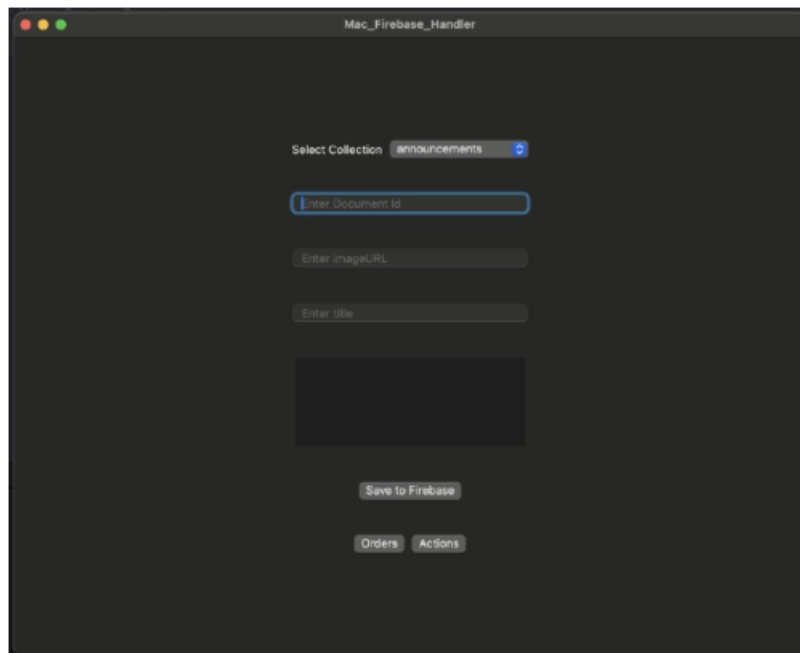 Mac_Firebase_Handler
Select Collection announcements
Enter Document Id
Enter imageURL
Enter title
Save to Firebase
Orders Actions